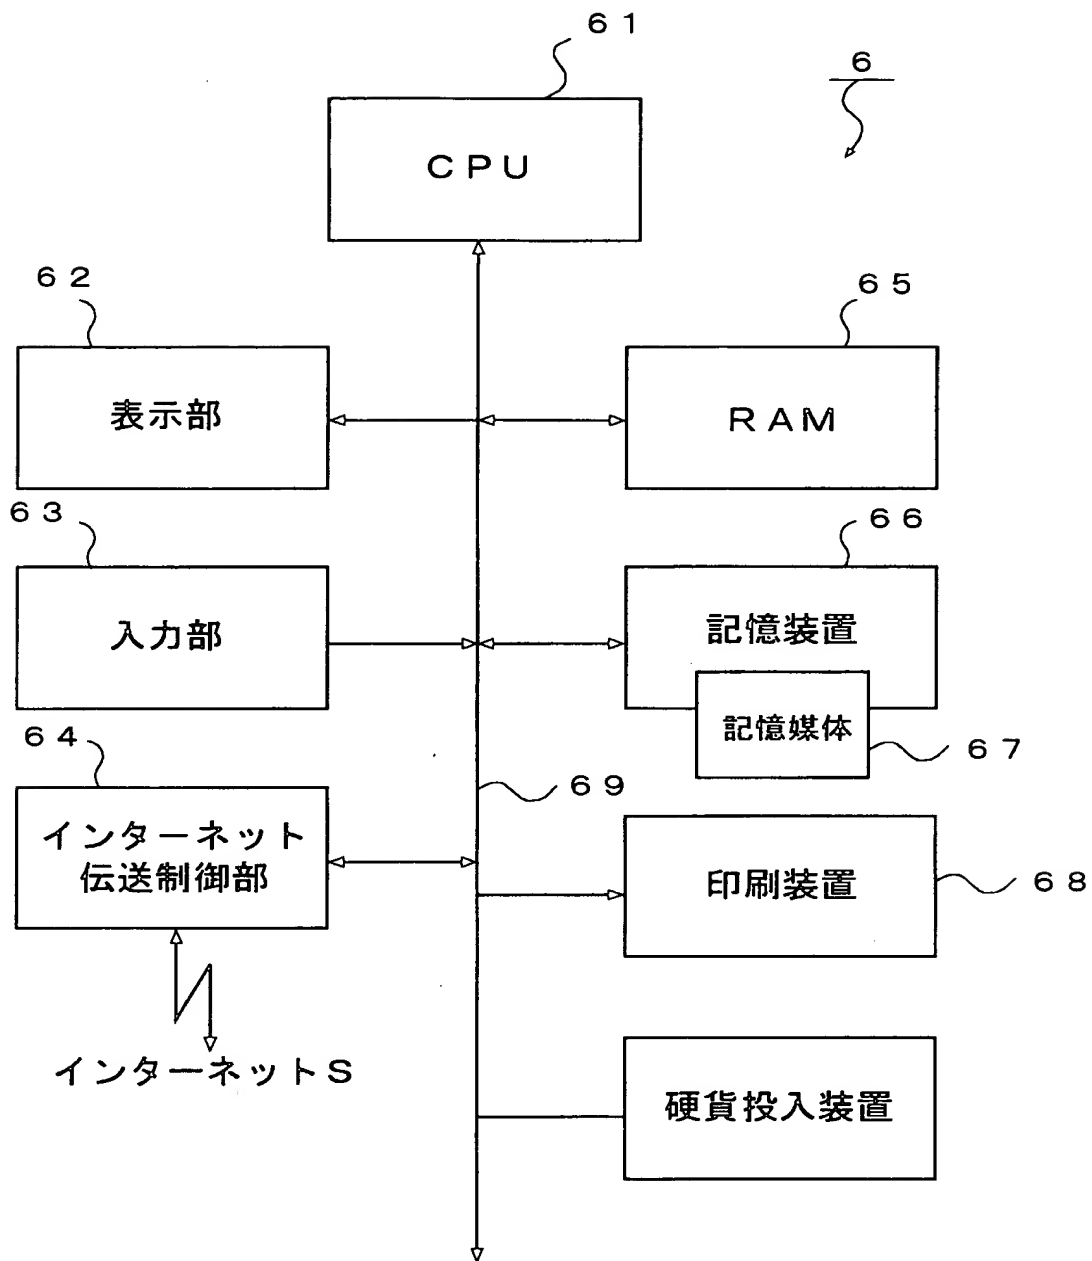 ６１
６
ＣＰＵ
６２
６５
表示部
ＲＡＭ
６３
６６
入力部
記憶装置
記憶媒体
６７
６４
６９
インターネット
伝送制御部
印刷装置
６８
インターネットＳ
硬貨投入装置